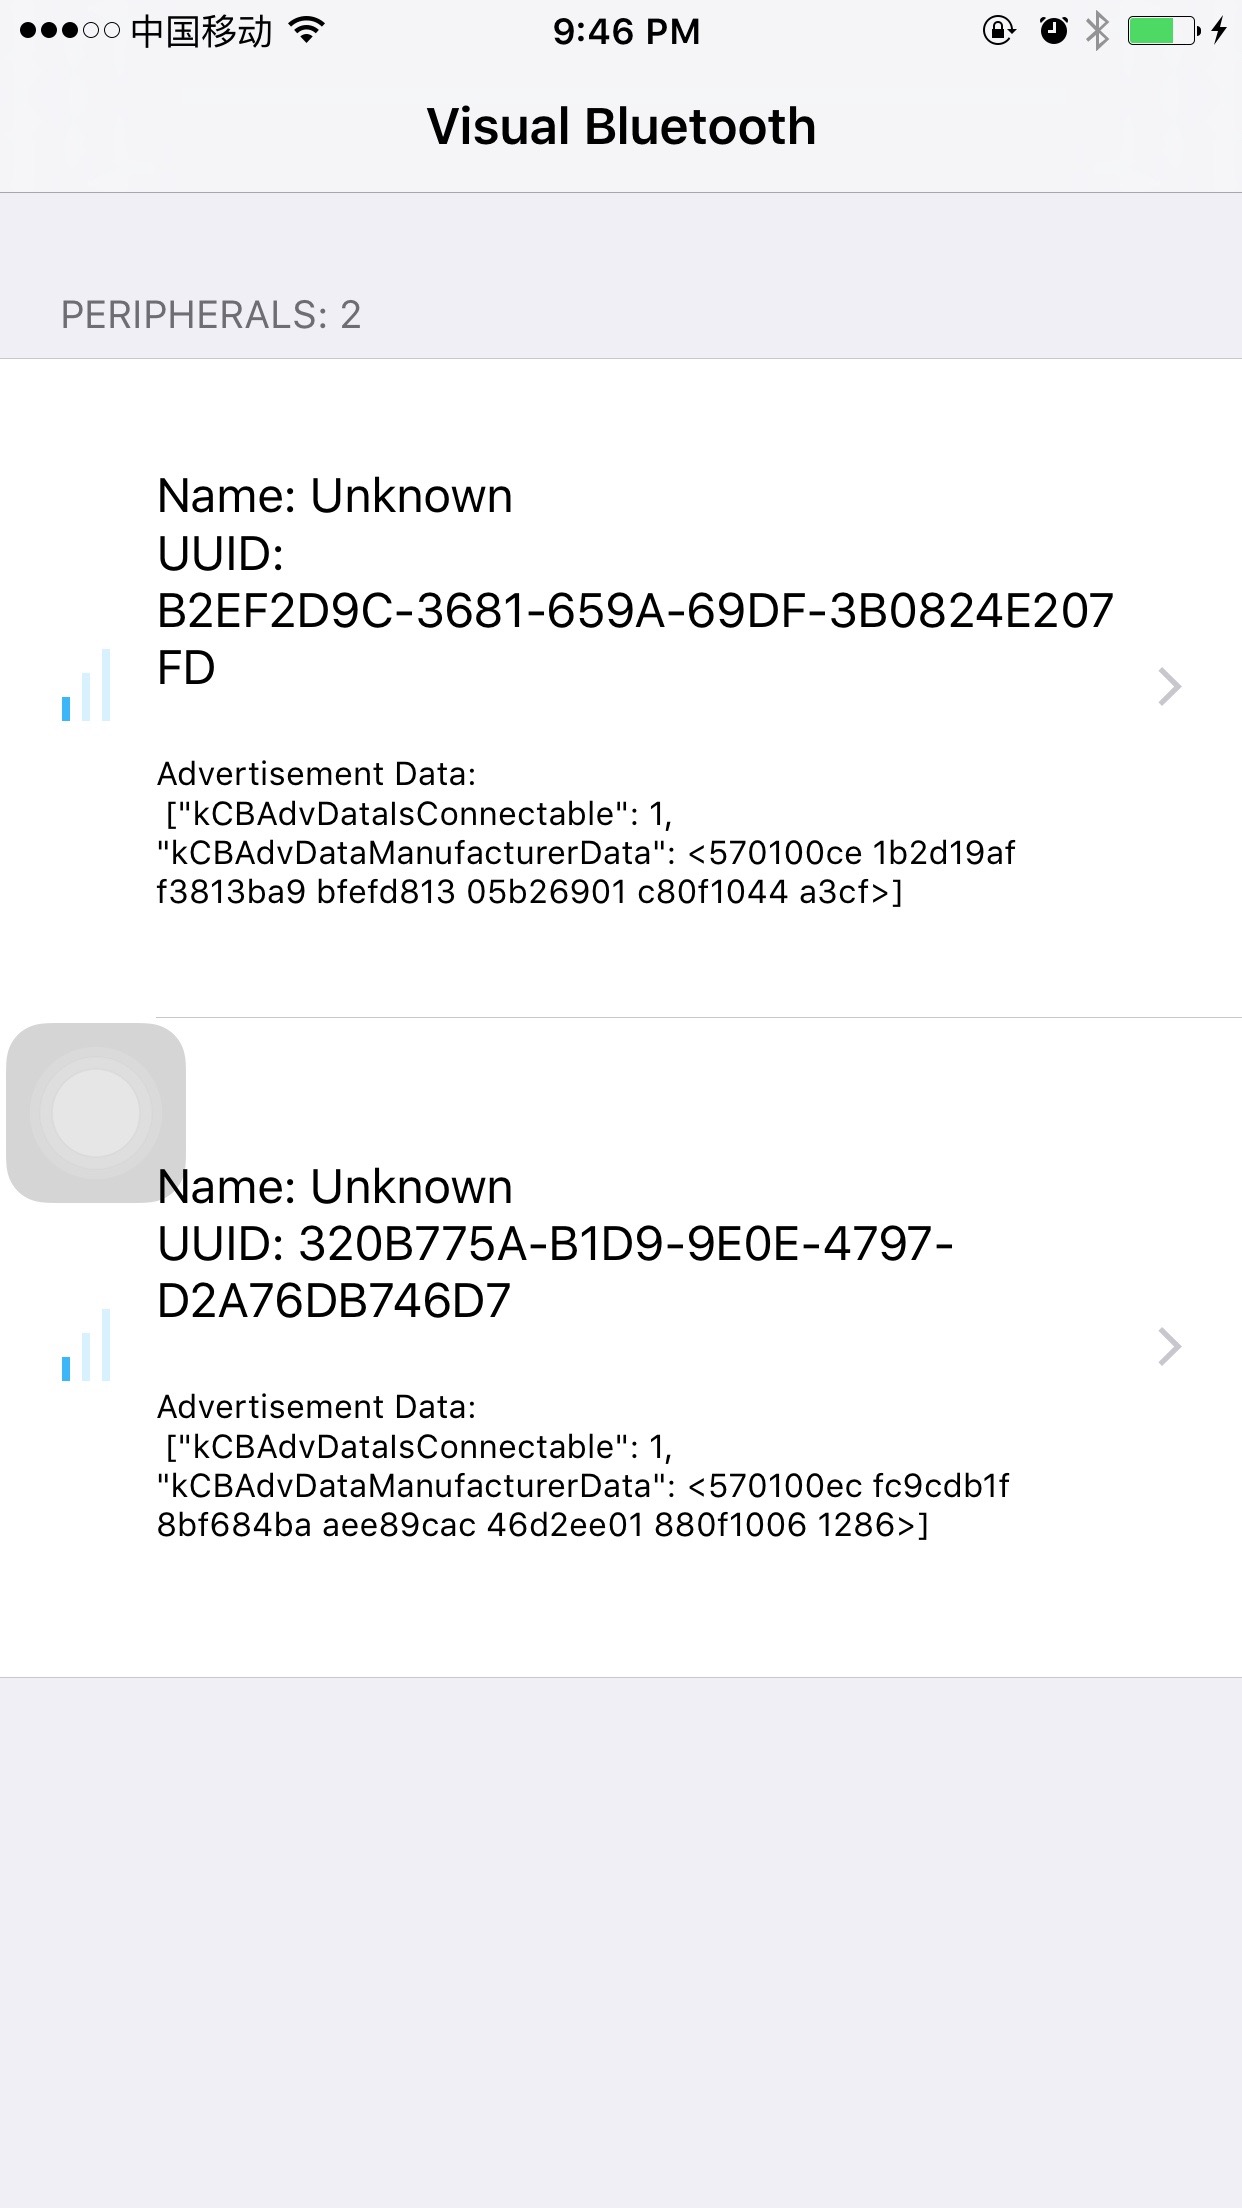 中国移动
9:46 PM
Visual Bluetooth
PERIPHERALS: 2
Name: Unknown
UUID:
B2EF2D9C-3681-659A-69DF-3B0824E207
FD
Advertisement Data:
["kCBAdvDataIsConnectable": 1,
"kCBAdvDataManufacturerData": <570100ce 1b2d19af
f3813ba9 bfefd813 05b26901 c80f1044 a3cf>]
Name: Unknown
UUID: 320B775A-B1D9-9E0E-4797-
D2A76DB746D7
Advertisement Data:
["kCBAdvDataIsConnectable": 1,
"kCBAdvDataManufacturerData": <570100ec fc9cdb1f
8bf684ba aee89cac 46d2ee01 880f1006 1286>]